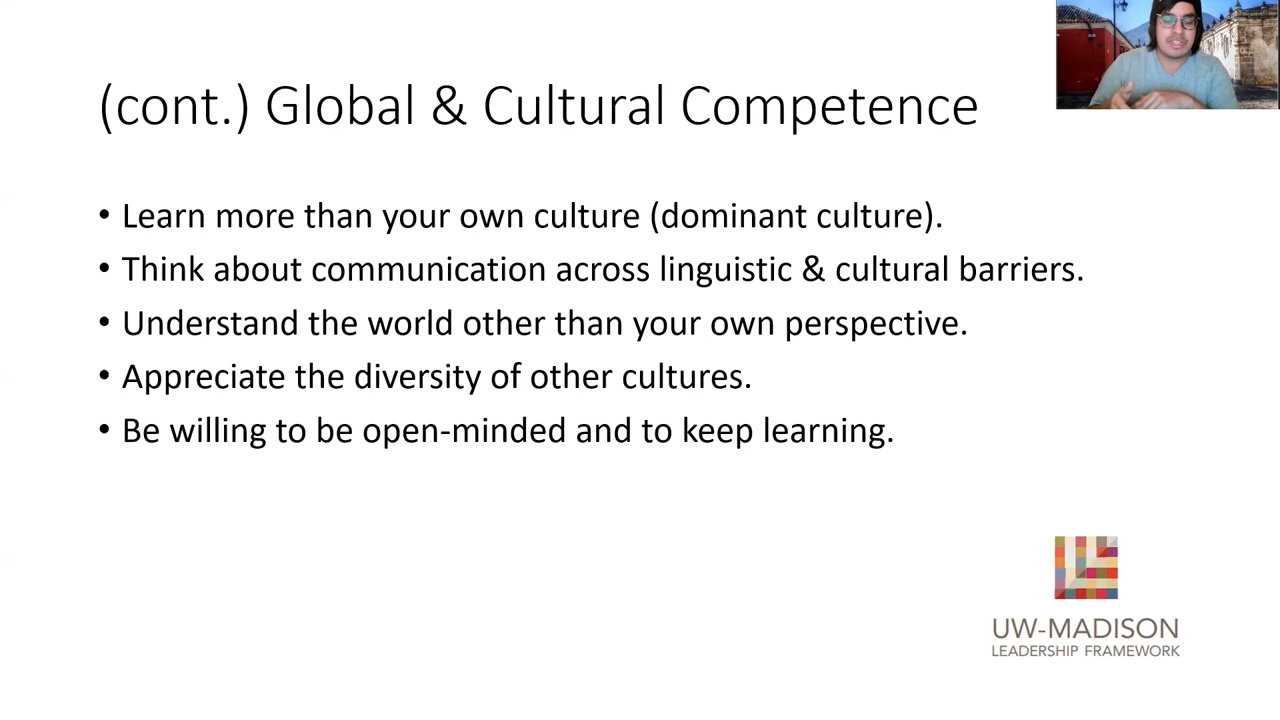 (cont.) Global & Cultural Competence
• Learn more than your own culture (dominant culture).
• Think about communication across linguistic & cultural barriers.
• Understand the world other than your own perspective.
• Appreciate the diversity of other cultures.
• Be willing to be open-minded and to keep learning.
UW-MADISON
LEADERSHIP FRAMEWORK